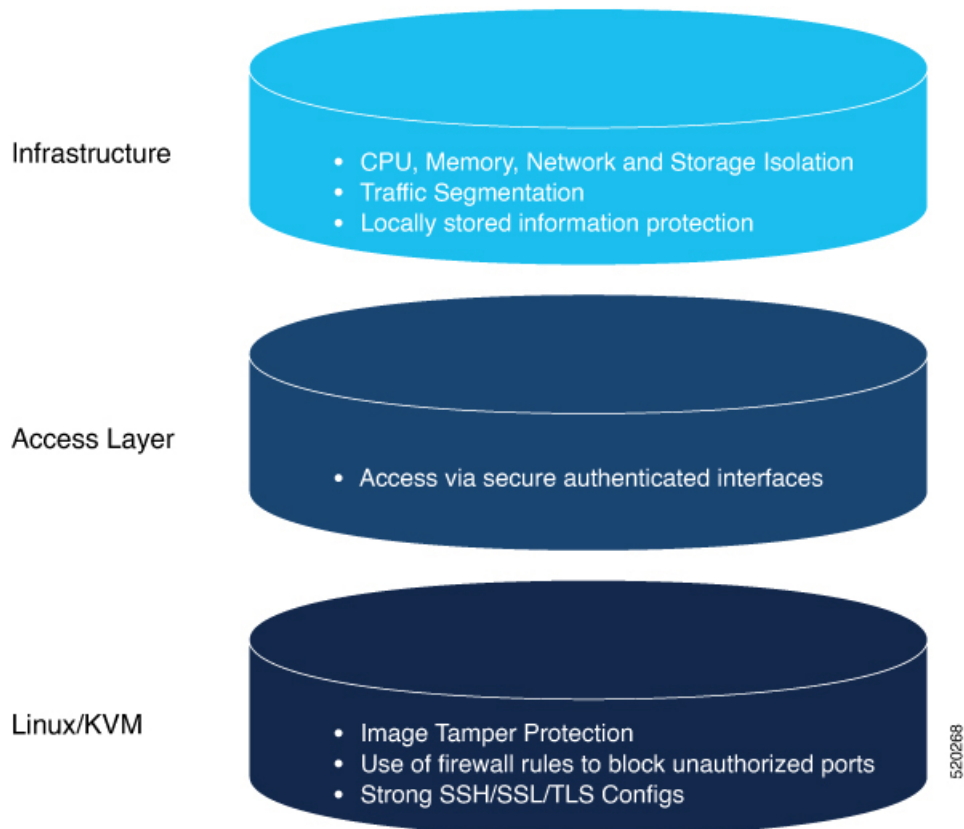 Infrastructure
• CPU, Memory, Network and Storage Isolation
• Traffic Segmentation
• Locally stored information protection
Access Layer
• Access via secure authenticated interfaces
Linux/KVM
• Image Tamper Protection
• Use of firewall rules to block unauthorized ports
• Strong SSH/SSL/TLS Configs
520268